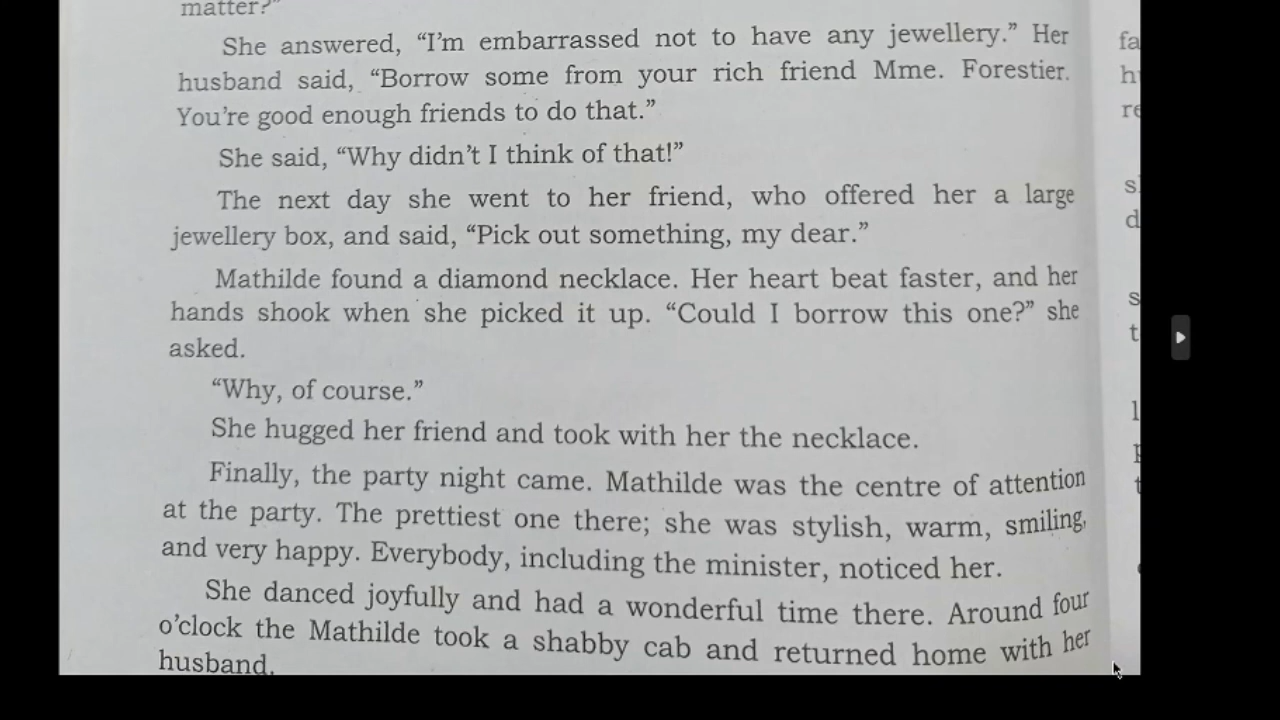 matter?"
She answered, “I’m embarrassed not to have any jewellery.” Her
husband said, “Borrow some from your rich friend Mme. Forestier.
You’re good enough friends to do that.”
She said, “Why didn’t I think of that!”
The next day she went to her friend, who offered her a large
jewellery box, and said, “Pick out something, my dear.”
Mathilde found a diamond necklace. Her heart beat faster, and her
hands shook when she picked it up. “Could I borrow this one?” she
asked.
“Why, of course.”
She hugged her friend and took with her the necklace.
Finally, the party night came. Mathilde was the centre of attention
at the party. The prettiest one there; she was stylish, warm, smiling,
and very happy. Everybody, including the minister, noticed her.
She danced joyfully and had a wonderful time there. Around four
o’clock the Mathilde took a shabby cab and returned home with her
husband.